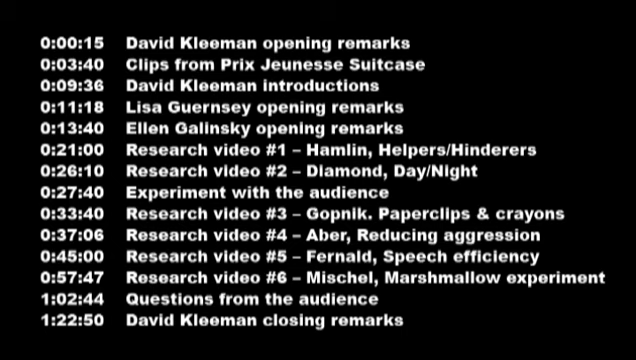 0:00:15 David Kleeman opening remarks
0:03:40 Clips from Prix Jeunesse Suitcase
0:09:36 David Kleeman introductions
0:11:18 Lisa Guernsey opening remarks
0:13:40 Ellen Galinsky opening remarks
0:21:00 Research video #1 – Hamlin, Helpers/Hinderers
0:26:10 Research video #2 – Diamond, Day/Night
0:27:40 Experiment with the audience
0:33:40 Research video #3 – Gopnik. Paperclips & crayons
0:37:06 Research video #4 – Aber, Reducing aggression
0:45:00 Research video #5 – Fernald, Speech efficiency
0:57:47 Research video #6 – Mischel, Marshmallow experiment
1:02:44 Questions from the audience
1:22:50 David Kleeman closing remarks